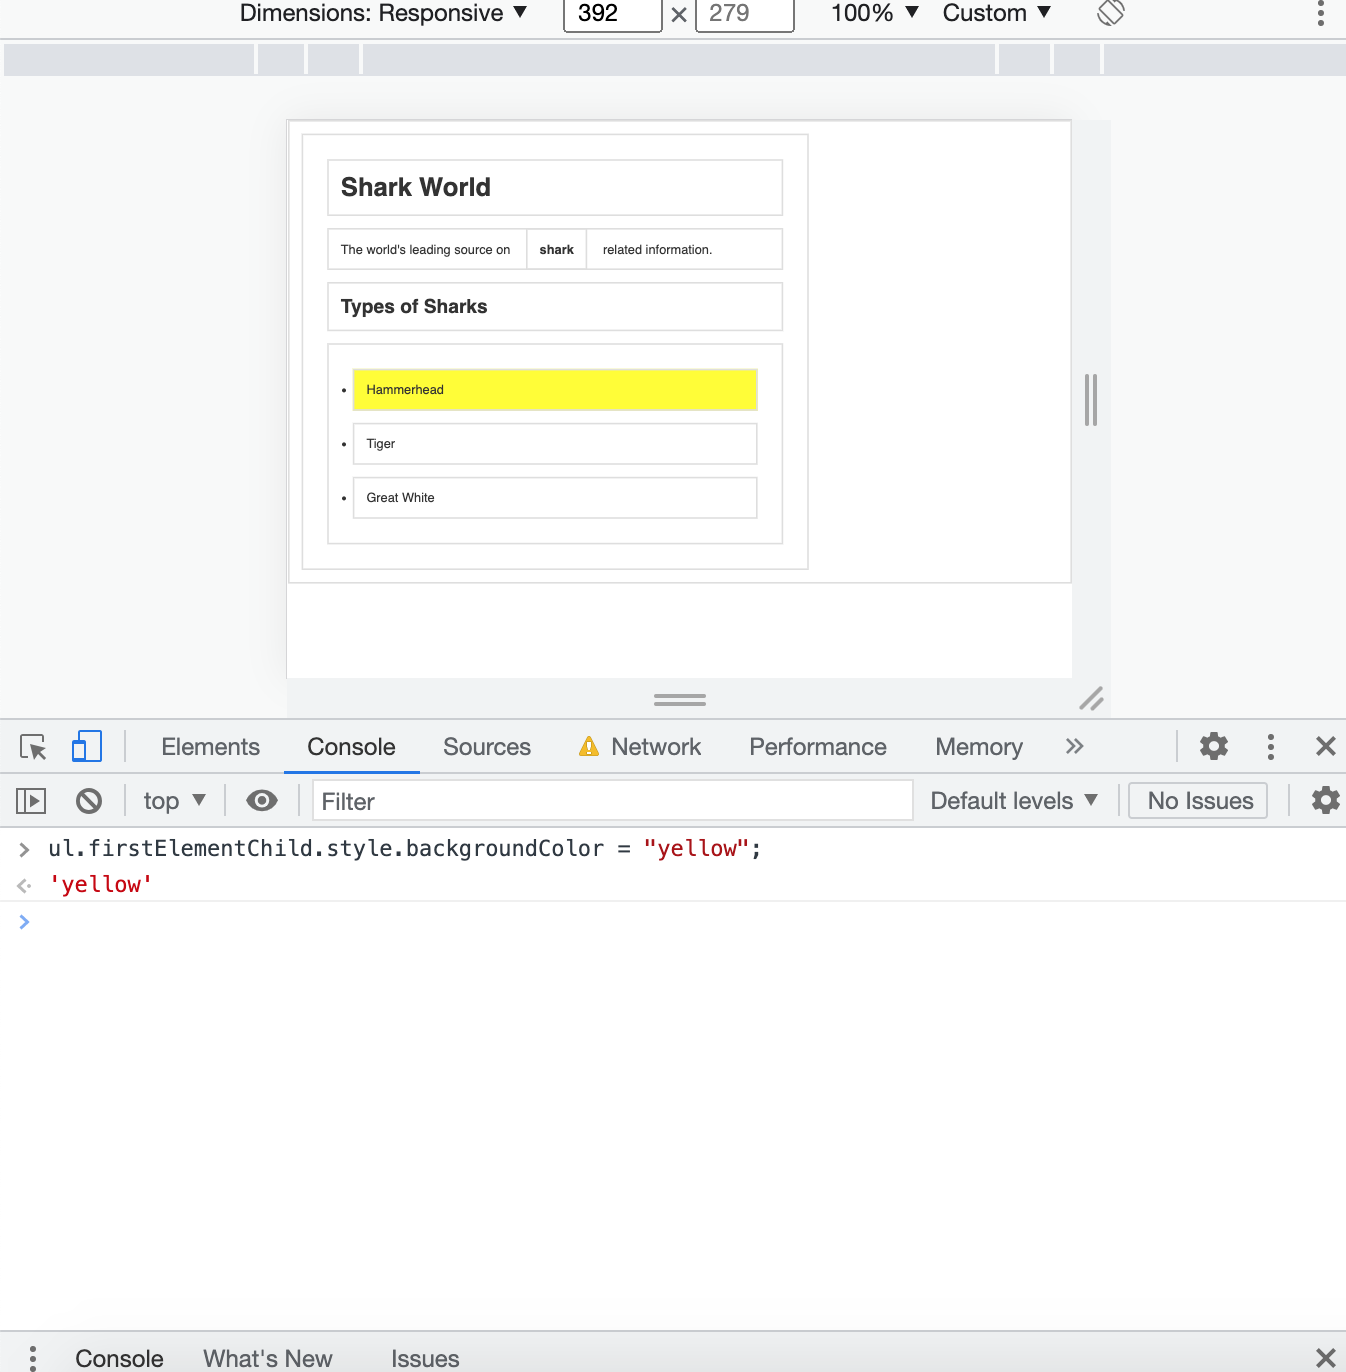 Dimensions: Responsive ▼ 392 × 279 100% ▼ Custom ▼
Shark World
The world's leading source on shark related information.
Types of Sharks
• Hammerhead
• Tiger
• Great White
Elements Console Sources Network Performance Memory »
top ▼ Filter Default levels ▼ No Issues
> ul.firstElementChild.style.backgroundColor = "yellow";
'yellow'
>
Console What's New Issues